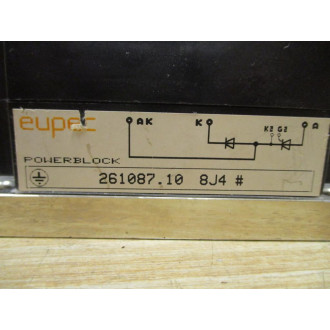 eupec
AK K K2 G2 A
POWERBLOCK
261087.10 8J4 #